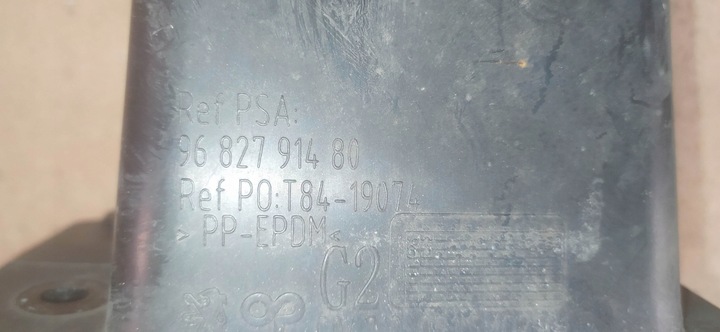 Ref PSA:
96 827 914 80
Ref PO:T84-19074
> PP-EPDM <
G2